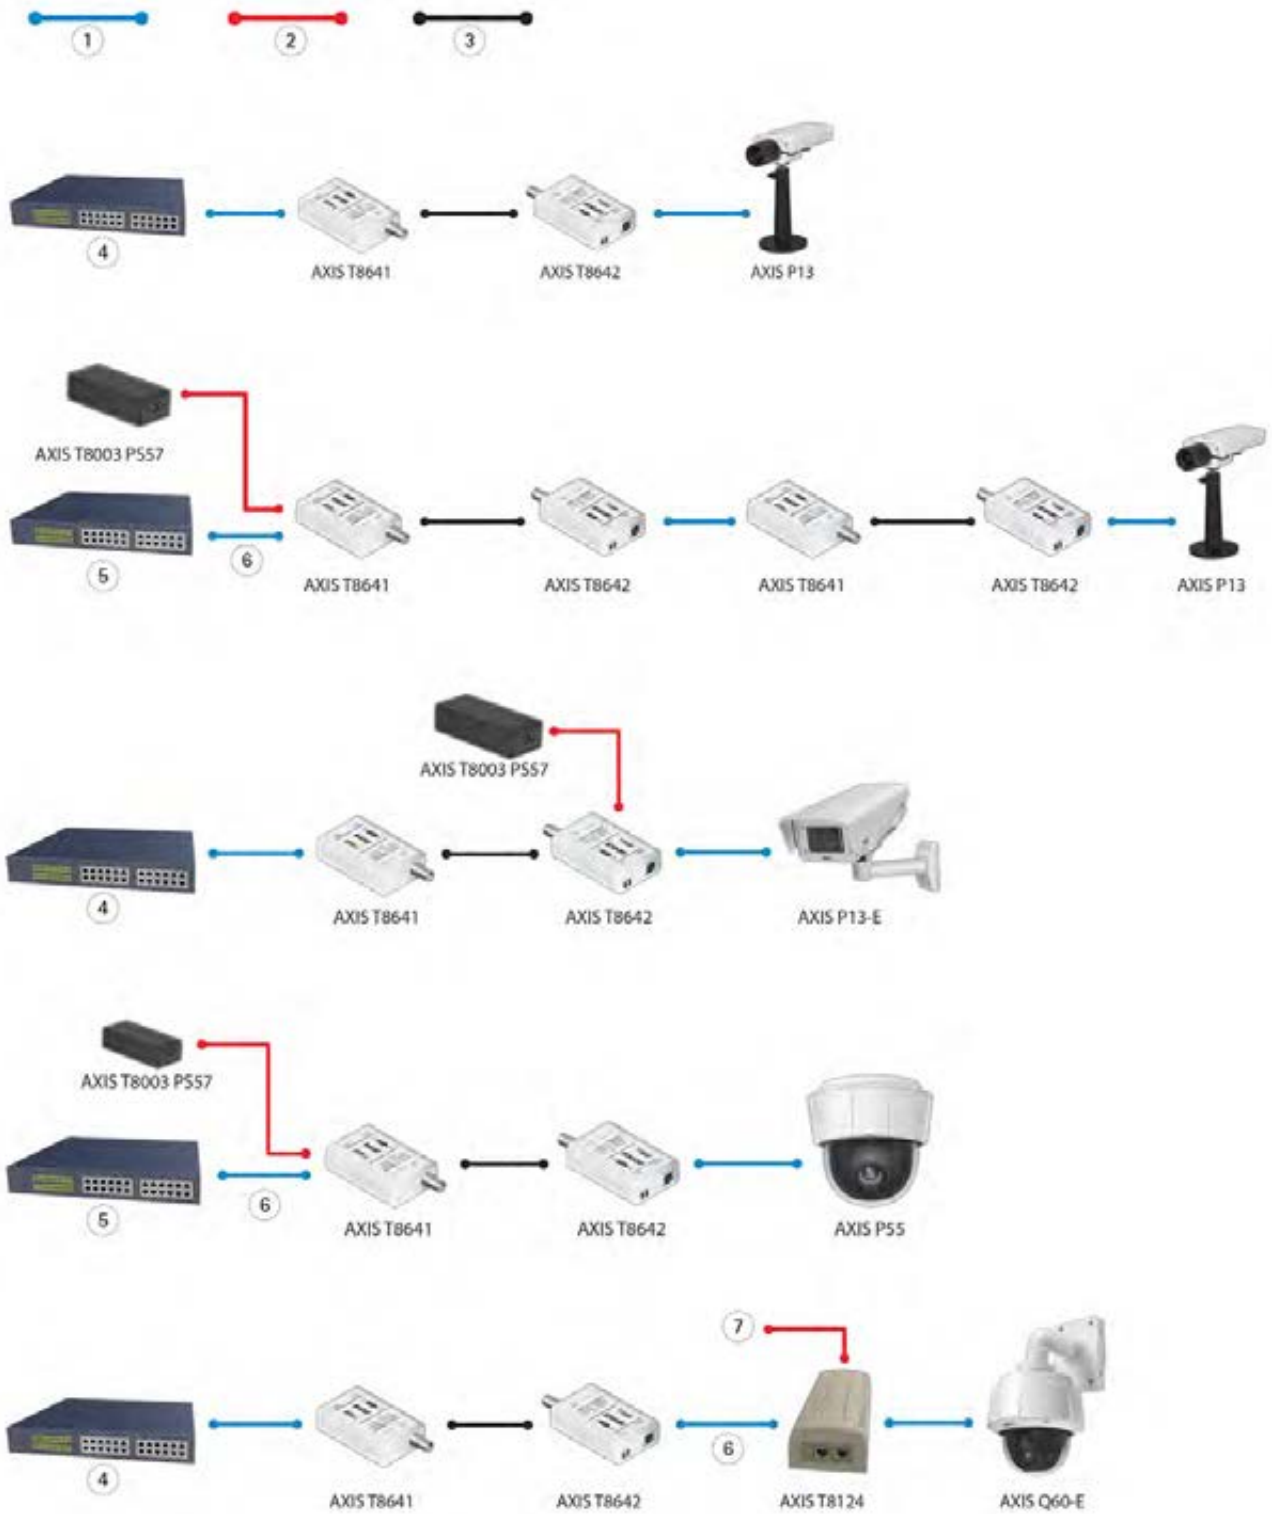 1 2 3
4
AXIS T8641 AXIS T8642 AXIS P13
AXIS T8003 PS57
5 6
AXIS T8641 AXIS T8642 AXIS T8641 AXIS T8642 AXIS P13
AXIS T8003 PS57
4
AXIS T8641 AXIS T8642 AXIS P13-E
AXIS T8003 PS57
5 6
AXIS T8641 AXIS T8642 AXIS P55
7
4 6
AXIS T8641 AXIS T8642 AXIS T8124 AXIS Q60-E